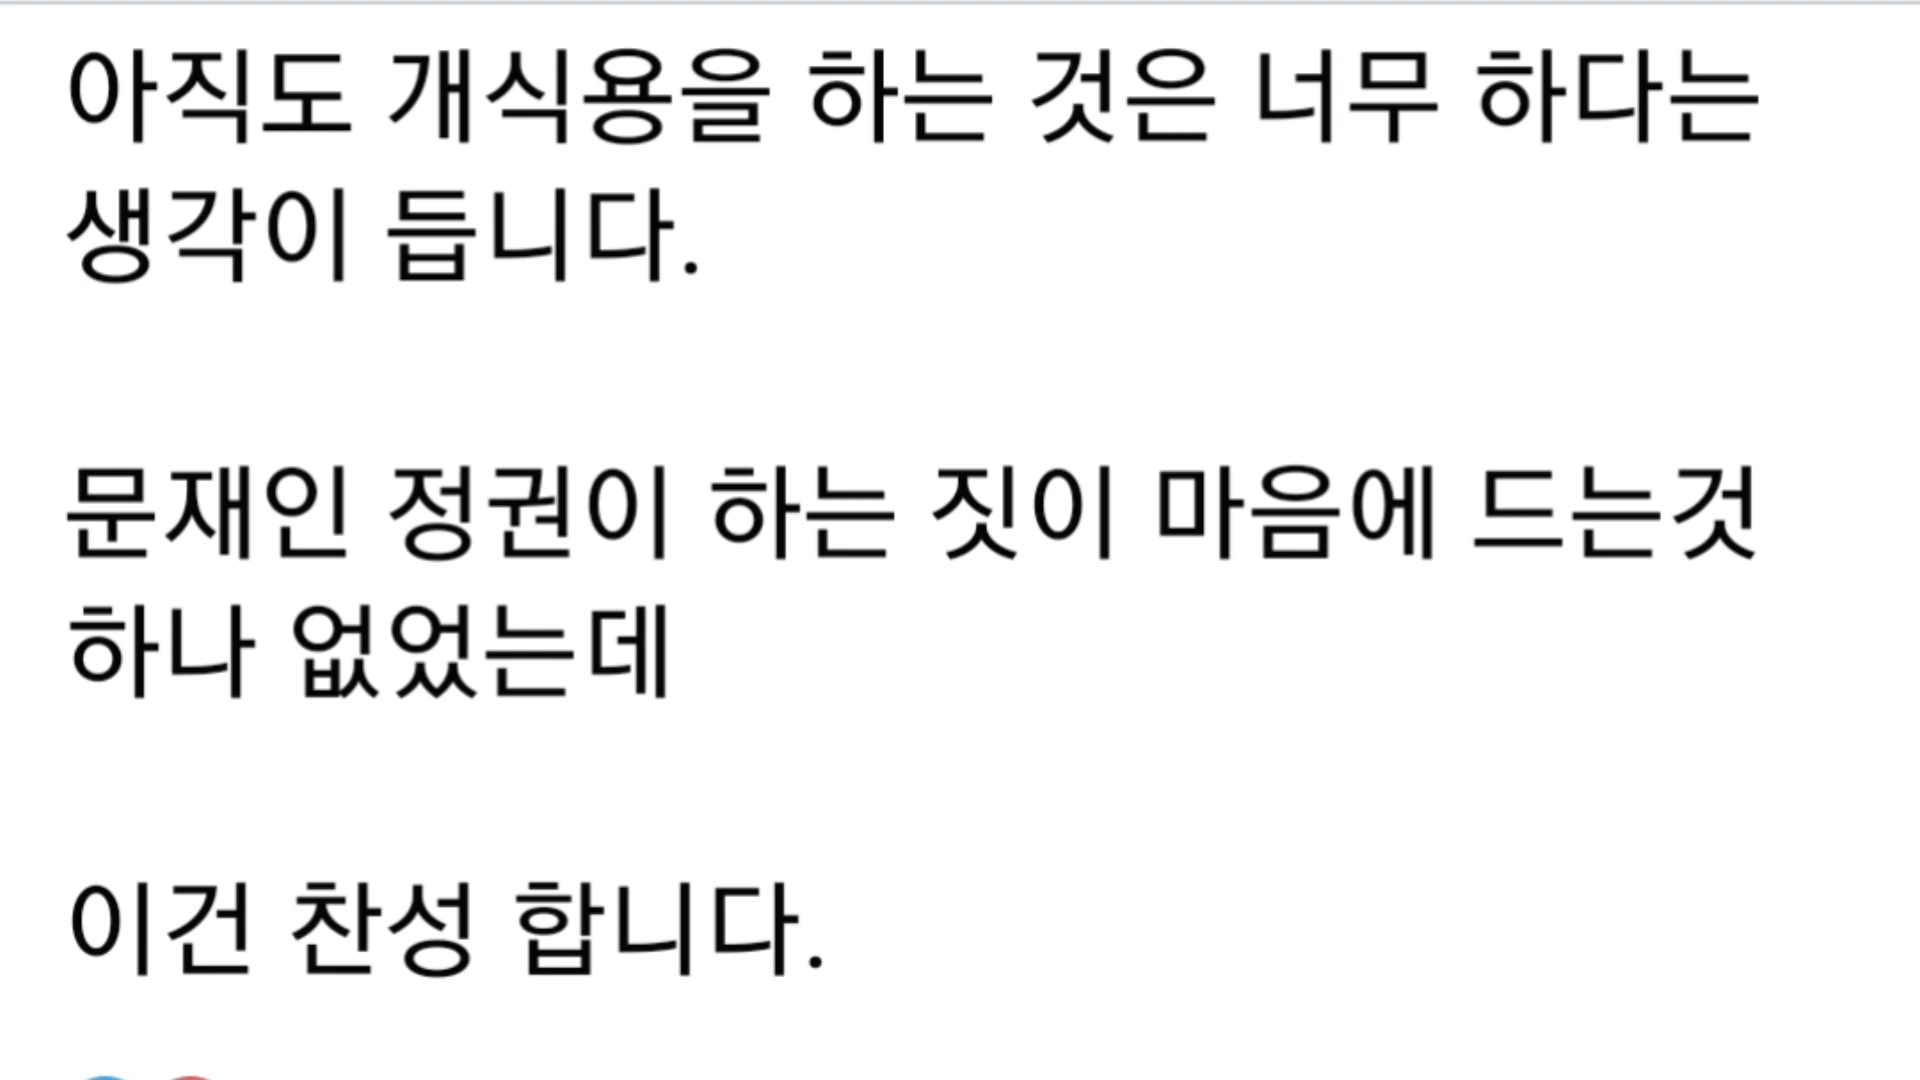 아직도 개식용을 하는 것은 너무 하다는
생각이 듭니다.
문재인 정권이 하는 짓이 마음에 드는것
하나 없었는데
이건 찬성 합니다.